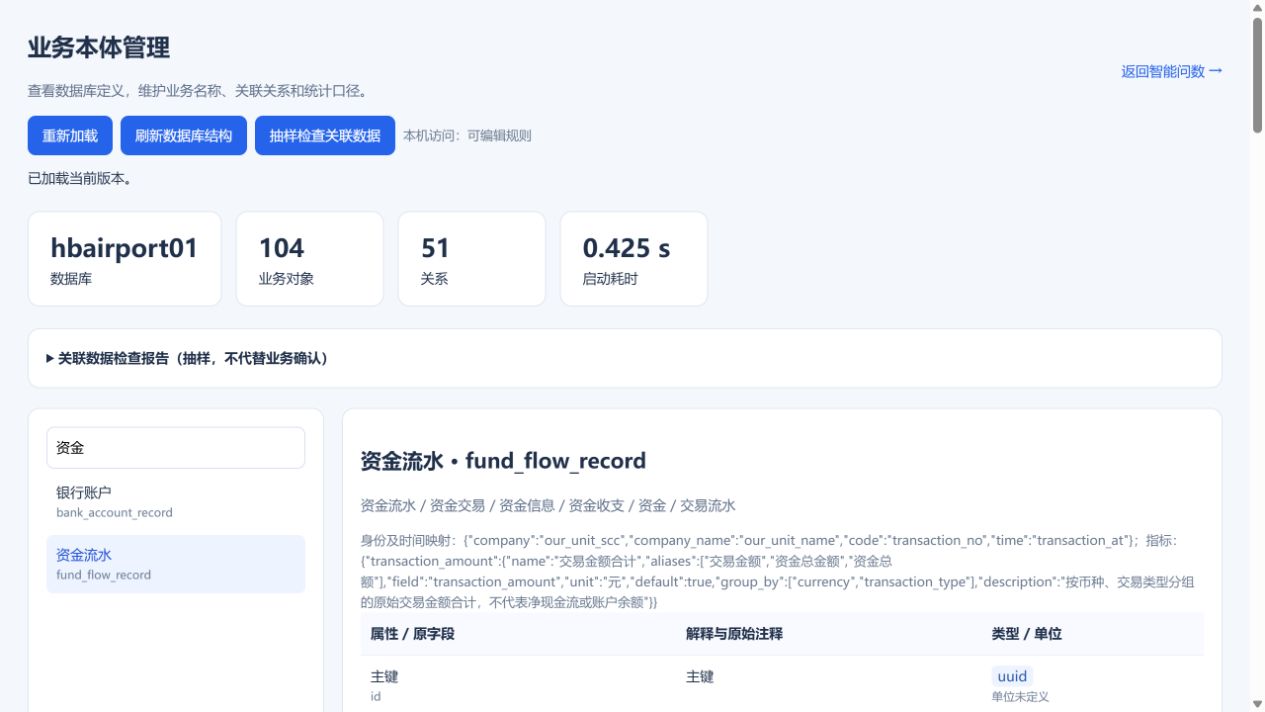 业务本体管理
返回智能问数 →
查看数据库定义，维护业务名称、关联关系和统计口径。
重新加载 刷新数据库结构 抽样检查关联数据 本机访问：可编辑规则
已加载当前版本。
hbairport01 104 51 0.425 s
数据库 业务对象 关系 启动耗时
▶ 关联数据检查报告（抽样，不代替业务确认）
资金
银行账户
bank_account_record
资金流水
fund_flow_record
资金流水 • fund_flow_record
资金流水 / 资金交易 / 资金信息 / 资金收支 / 资金 / 交易流水
身份及时间映射：{"company":"our_unit_scc","company_name":"our_unit_name","code":"transaction_no","time":"transaction_at"}；指标：
{"transaction_amount":{"name":"交易金额合计","aliases":["交易金额","资金总金额","资金总
额"],"field":"transaction_amount","unit":"元","default":true,"group_by":["currency","transaction_type"],"description":"按币种、交易类型分组
的原始交易金额合计，不代表净现金流或账户余额"}}
属性 / 原字段 解释与原始注释 类型 / 单位
主键 主键 uuid
id 单位未定义